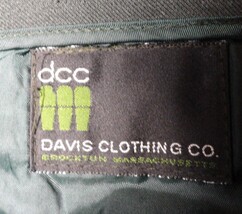 dcc
DAVIS CLOTHING CO.
BROCKTON MASSACHUSETTS